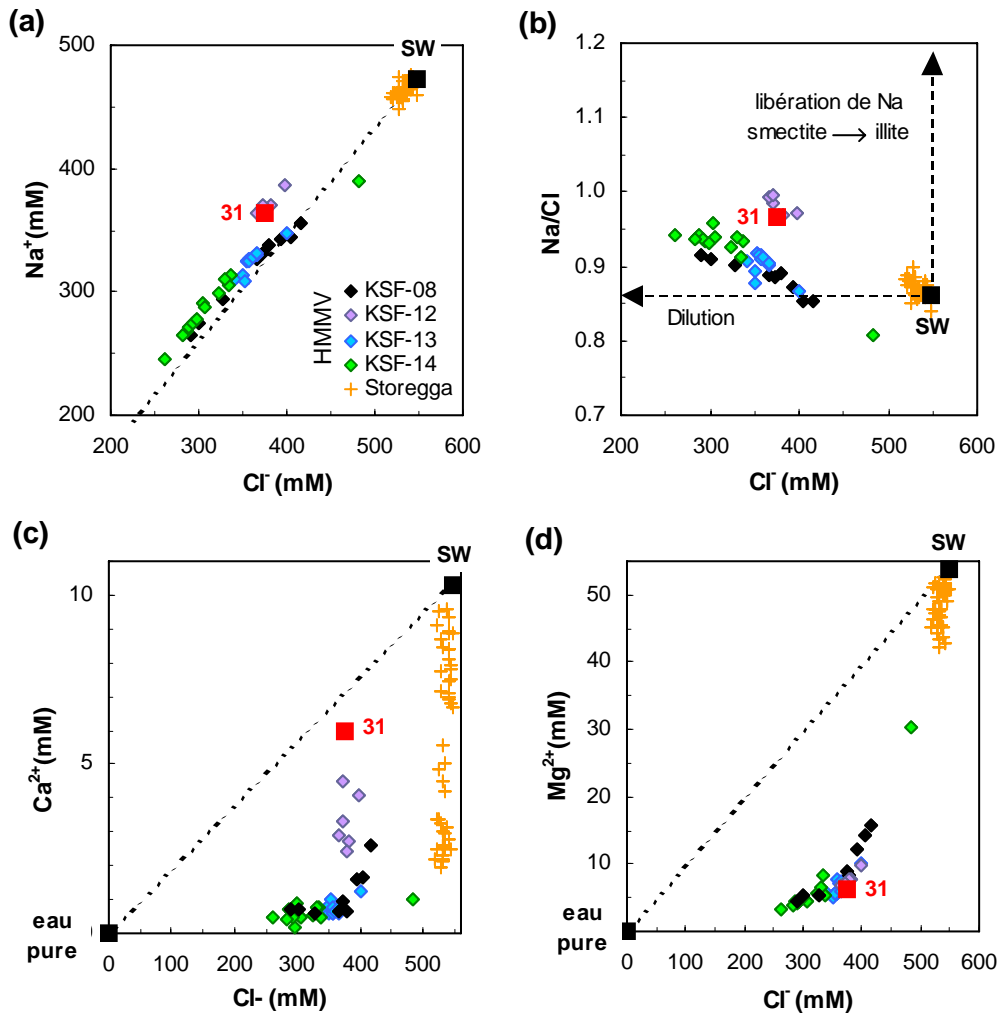 (a)
500
SW
400
Na⁺(mM)
31
300
HMMV
KSF-08
KSF-12
KSF-13
KSF-14
Storegga
200
200 300 400 500 600
Cl⁻ (mM)
(b)
1.2
1.1
libération de Na
smectite → illite
1.0
Na/Cl
31
0.9
Dilution
SW
0.8
0.7
200 300 400 500 600
Cl⁻ (mM)
(c)
SW
10
31
Ca²⁺(mM)
5
eau
pure
0 100 200 300 400 500
Cl- (mM)
(d)
SW
50
40
Mg²⁺(mM)
30
20
10
31
eau
pure
0
0 100 200 300 400 500 600
Cl⁻ (mM)